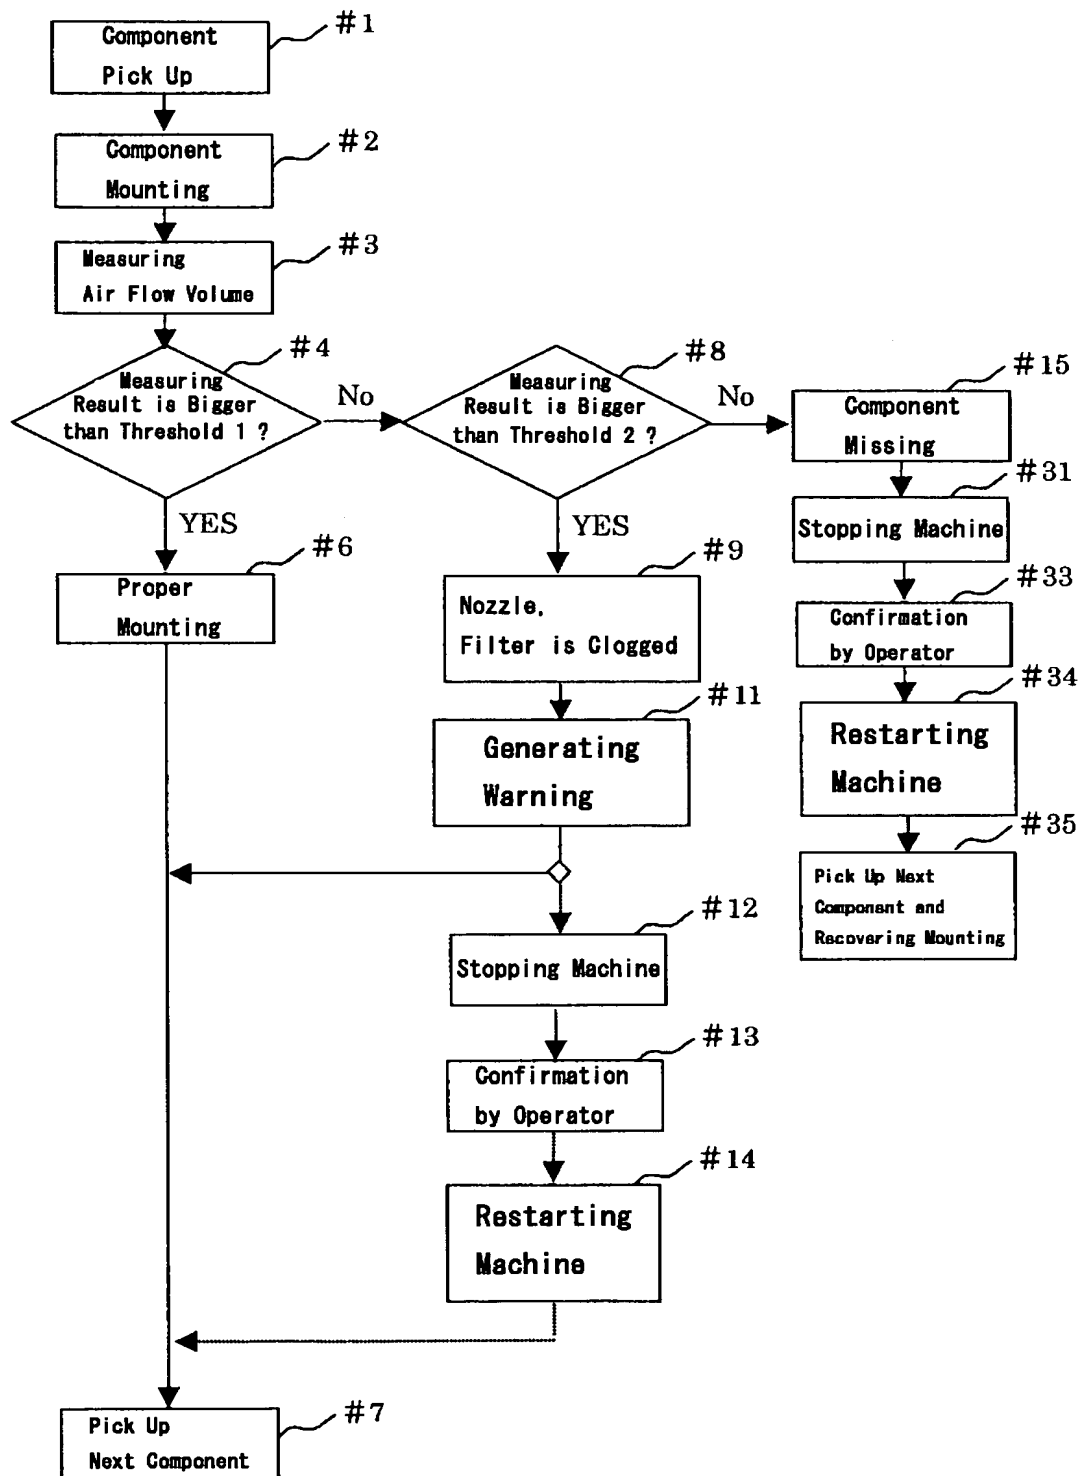 Component
Pick Up
#1
Component
Mounting
#2
Measuring
Air Flow Volume
#3
Measuring
Result is Bigger
than Threshold 1 ?
#4
No
YES
Proper
Mounting
#6
Measuring
Result is Bigger
than Threshold 2 ?
#8
No
YES
Nozzle,
Filter is Clogged
#9
Generating
Warning
#11
Stopping Machine
#12
Confirmation
by Operator
#13
Restarting
Machine
#14
Component
Missing
#15
Stopping Machine
#31
Confirmation
by Operator
#33
Restarting
Machine
#34
Pick Up Next
Component and
Recovering Mounting
#35
Pick Up
Next Component
#7